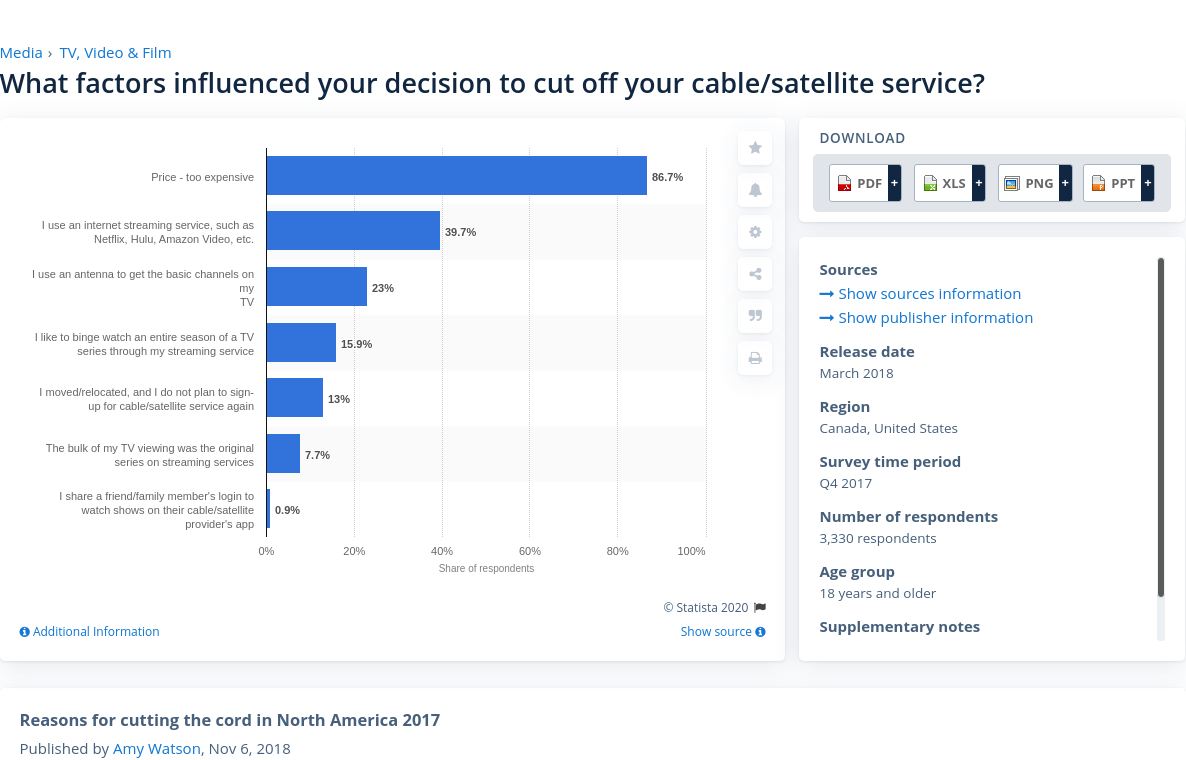 Media › TV, Video & Film
What factors influenced your decision to cut off your cable/satellite service?
Price - too expensive
86.7%
I use an internet streaming service, such as
Netflix, Hulu, Amazon Video, etc.
39.7%
I use an antenna to get the basic channels on
my
TV
23%
I like to binge watch an entire season of a TV
series through my streaming service
15.9%
I moved/relocated, and I do not plan to sign-
up for cable/satellite service again
13%
The bulk of my TV viewing was the original
series on streaming services
7.7%
I share a friend/family member's login to
watch shows on their cable/satellite
provider's app
0.9%
0% 20% 40% 60% 80% 100%
Share of respondents
© Statista 2020
Additional Information
Show source
DOWNLOAD
PDF + XLS + PNG + PPT +
Sources
Show sources information
Show publisher information
Release date
March 2018
Region
Canada, United States
Survey time period
Q4 2017
Number of respondents
3,330 respondents
Age group
18 years and older
Supplementary notes
Reasons for cutting the cord in North America 2017
Published by Amy Watson, Nov 6, 2018